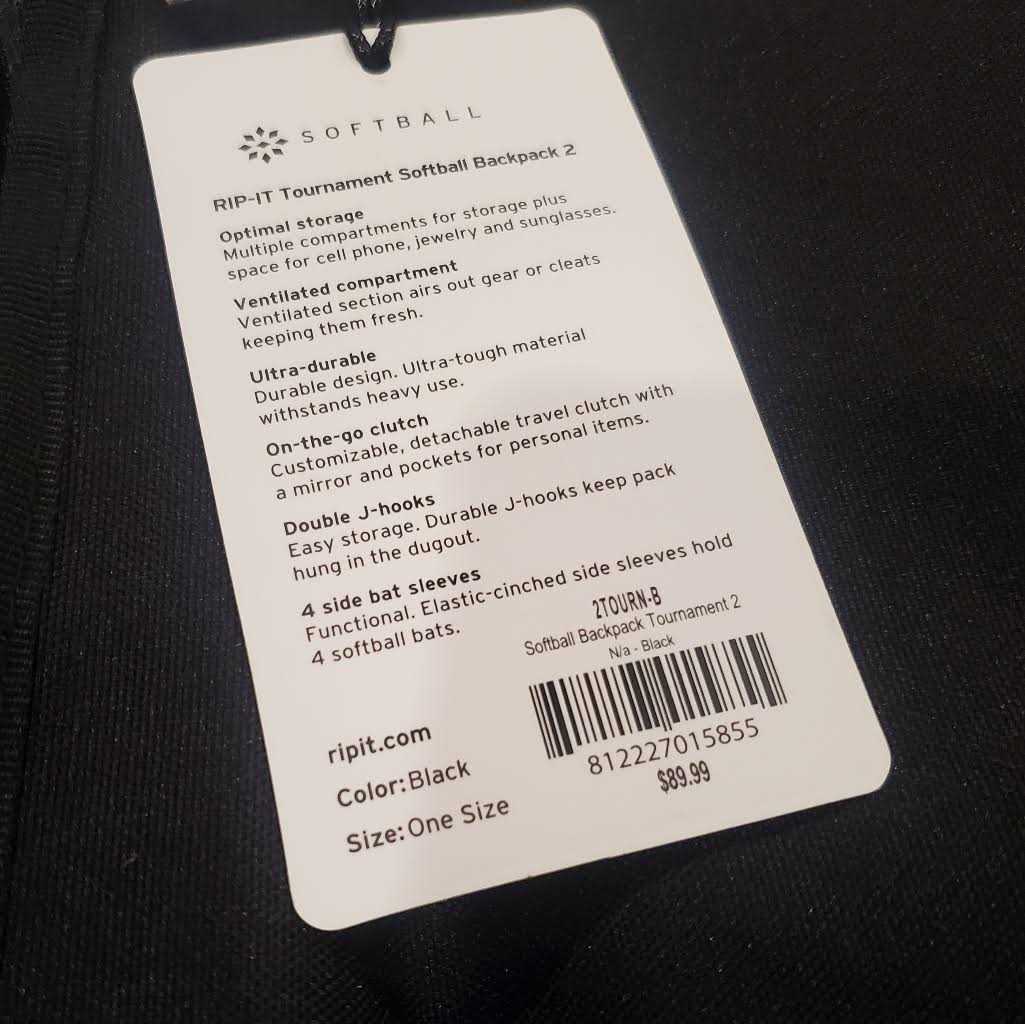 SOFTBALL
RIP-IT Tournament Softball Backpack 2
Optimal storage
Multiple compartments for storage plus
space for cell phone, jewelry and sunglasses.
Ventilated compartment
Ventilated section airs out gear or cleats
keeping them fresh.
Ultra-durable
Durable design. Ultra-tough material
withstands heavy use.
On-the-go clutch
Customizable, detachable travel clutch with
a mirror and pockets for personal items.
Double J-hooks
Easy storage. Durable J-hooks keep pack
hung in the dugout.
4 side bat sleeves
Functional. Elastic-cinched side sleeves hold
4 softball bats.
2TOURN-B
Softball Backpack Tournament 2
N/a - Black
812227015855
$89.99
ripit.com
Color:Black
Size:One Size